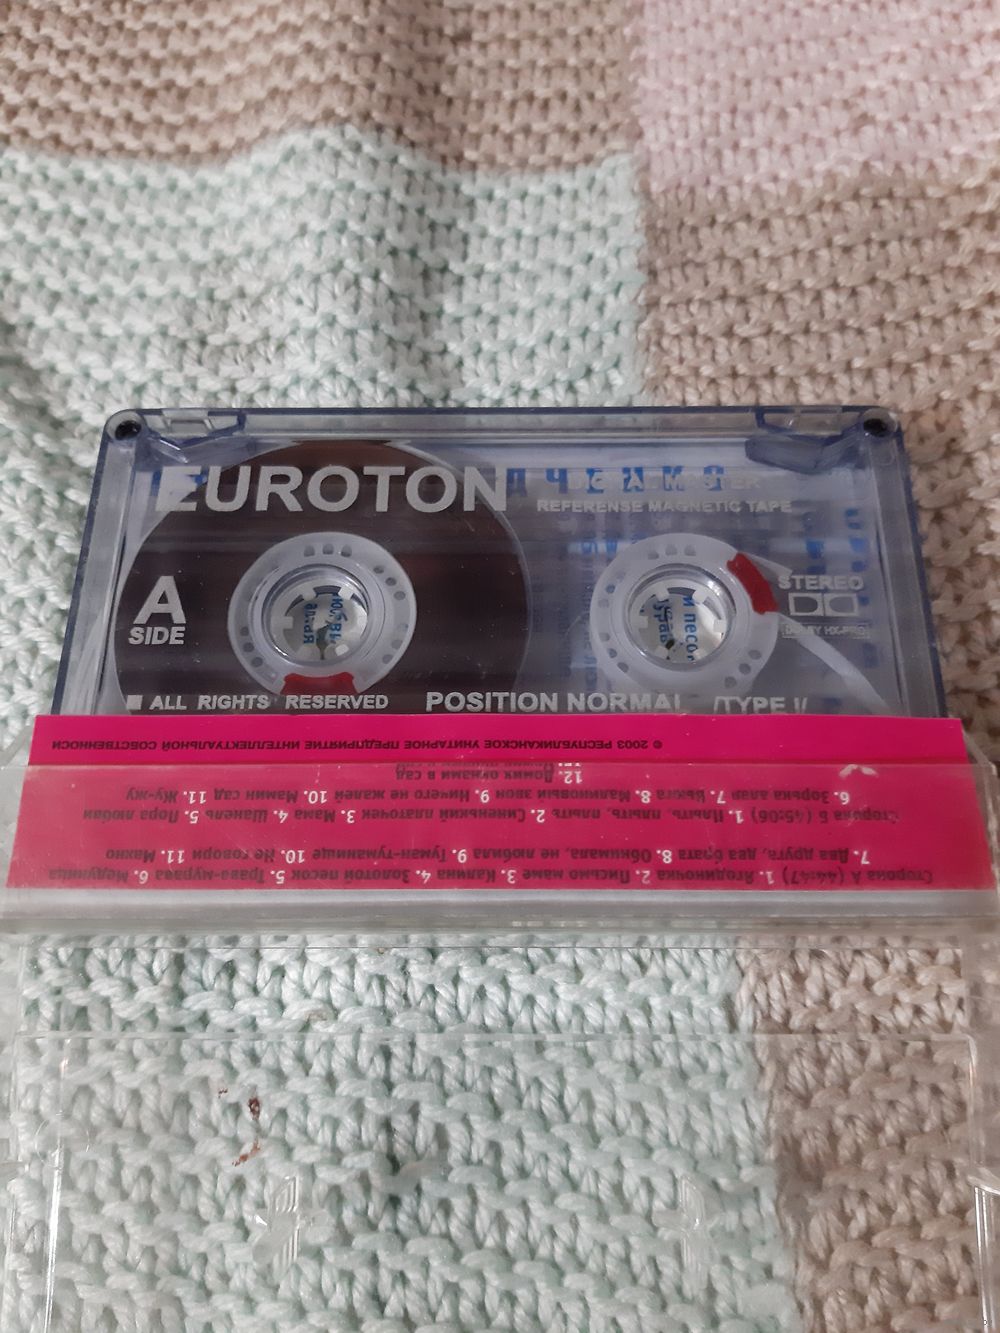 EUROTON
DIGITAL MASTER
REFERENSE MAGNETIC TAPE
A
SIDE
STEREO
DOLBY HX-PRO
ALL RIGHTS RESERVED
POSITION NORMAL /TYPE I/
Сторона А (44:47) 1. Ягодиночка 2. Письмо маме 3. Калина 4. Золотой песок 5. Трава-мурава 6. Медуница
7. Два друга, два брата 8. Обнимала, не любила 9. Туман-туманище 10. Не говори 11. Махно
Сторона Б (45:06) 1. Плыть, плыть, плыть 2. Синенький платочек 3. Мама 4. Шанель 5. Пора любви
6. Зорька алая 7. Вьюга 8. Малиновый звон 9. Ничего не жалей 10. Мамин сад 11. Жу-жу
12. Домик окнами в сад
© 2003 РЕСПУБЛИКАНСКОЕ УНИТАРНОЕ ПРЕДПРИЯТИЕ ИНТЕЛЛЕКТУАЛЬНОЙ СОБСТВЕННОСИ